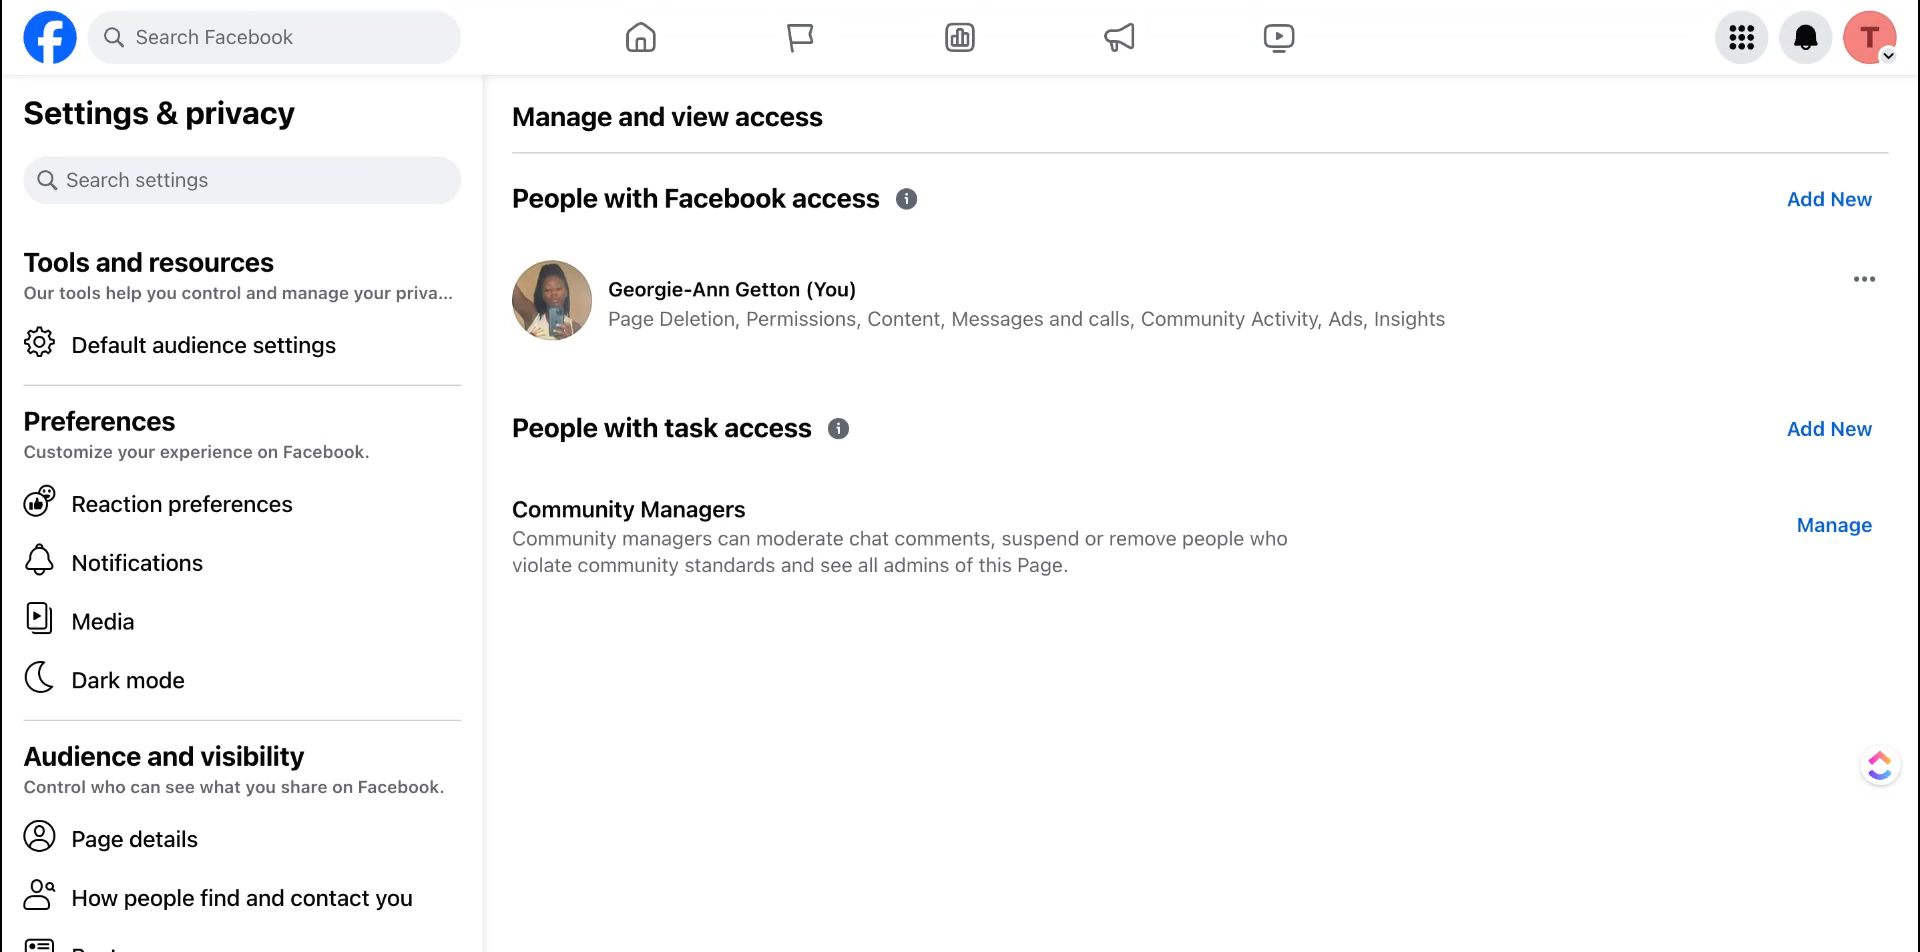 Search Facebook
T
Settings & privacy
Search settings
Tools and resources
Our tools help you control and manage your priva...
Default audience settings
Preferences
Customize your experience on Facebook.
Reaction preferences
Notifications
Media
Dark mode
Audience and visibility
Control who can see what you share on Facebook.
Page details
How people find and contact you
Manage and view access
People with Facebook access
Add New
Georgie-Ann Getton (You)
Page Deletion, Permissions, Content, Messages and calls, Community Activity, Ads, Insights
People with task access
Add New
Community Managers
Community managers can moderate chat comments, suspend or remove people who
violate community standards and see all admins of this Page.
Manage